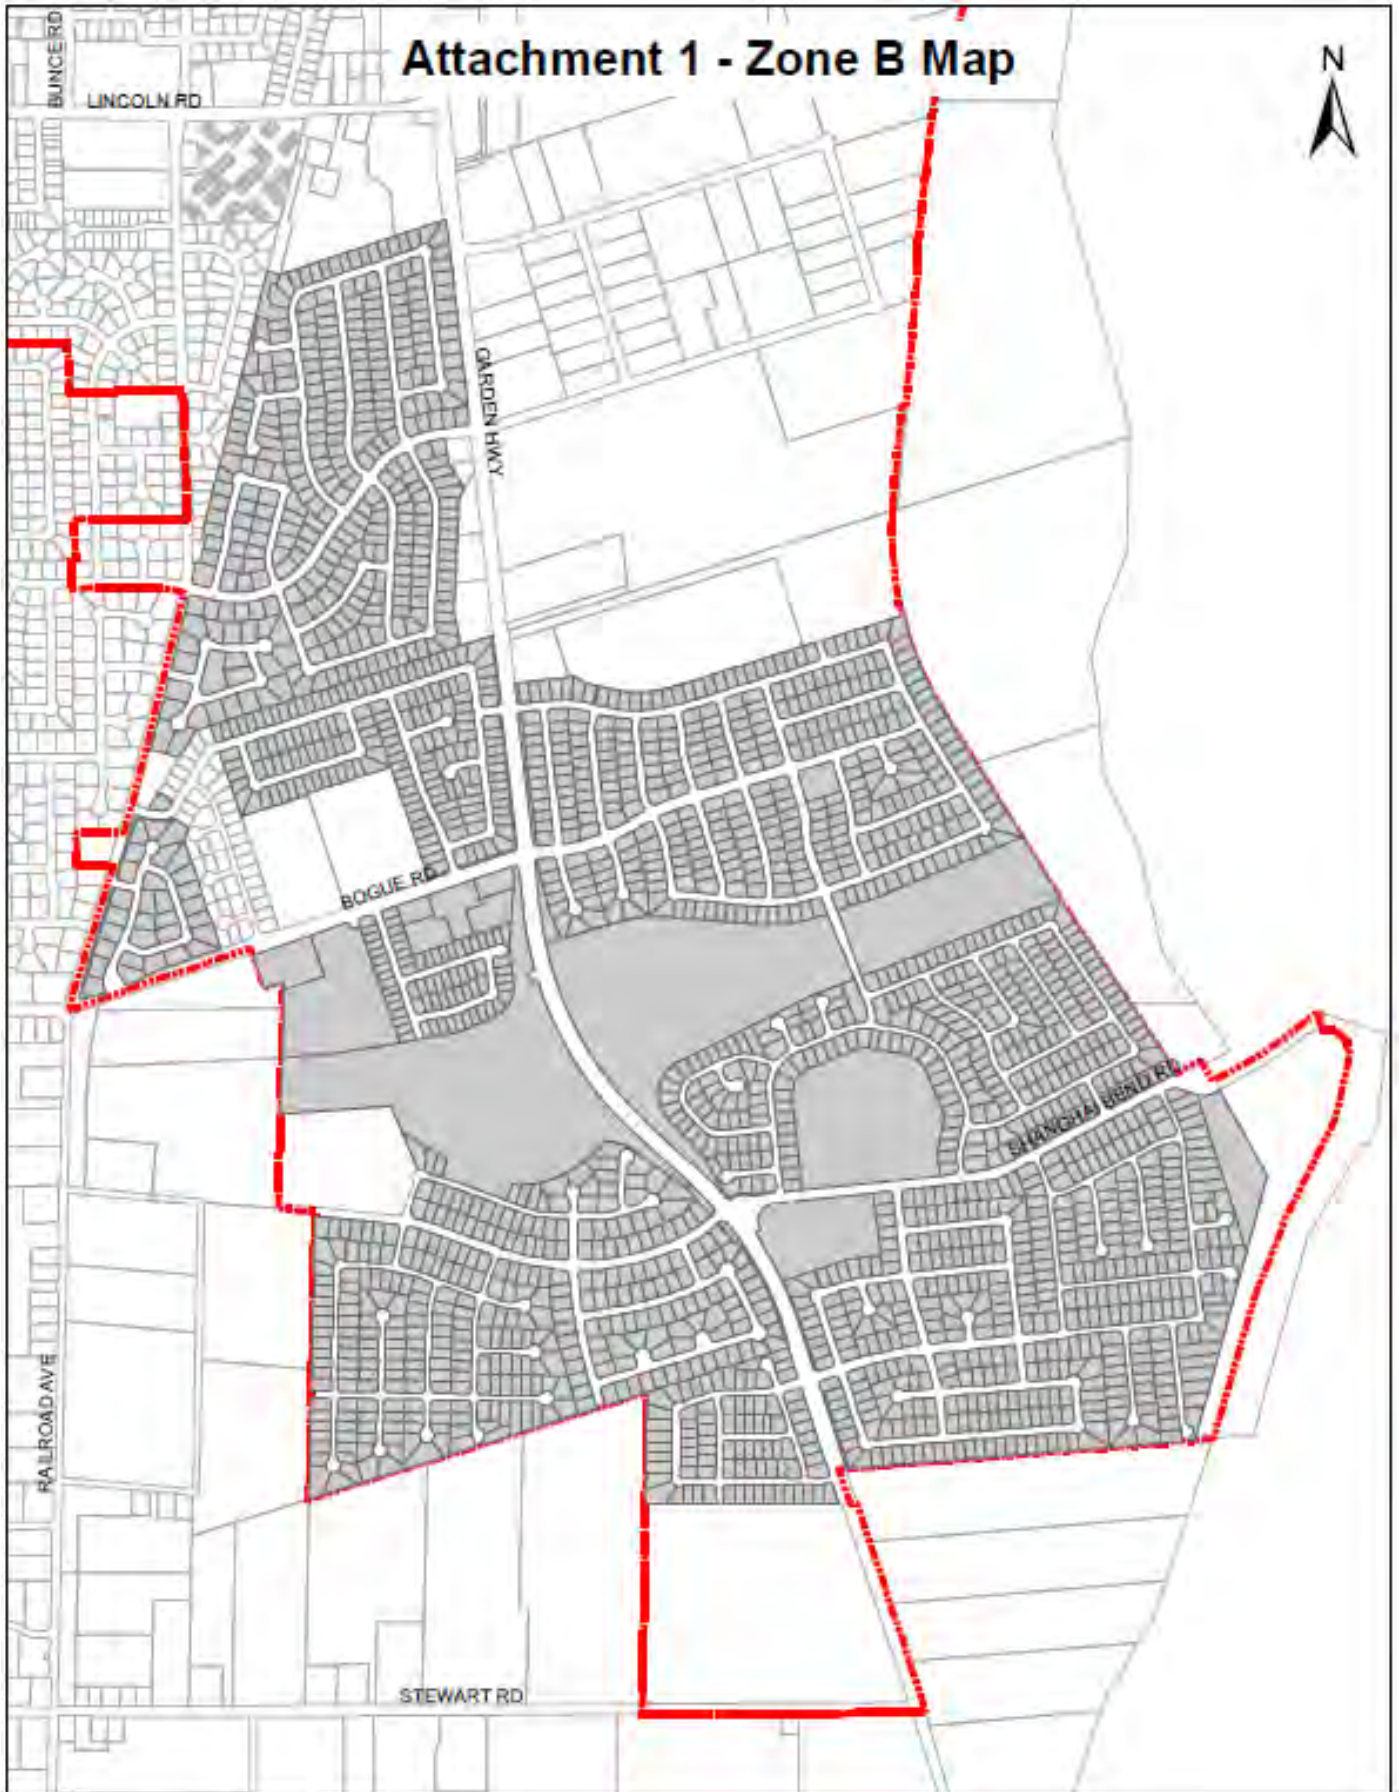 Attachment 1 - Zone B Map
N
BUNCE RD
LINCOLN RD
GARDEN HWY
BOGUE RD
SHANGHAI BEND RD
RAILROAD AVE
STEWART RD